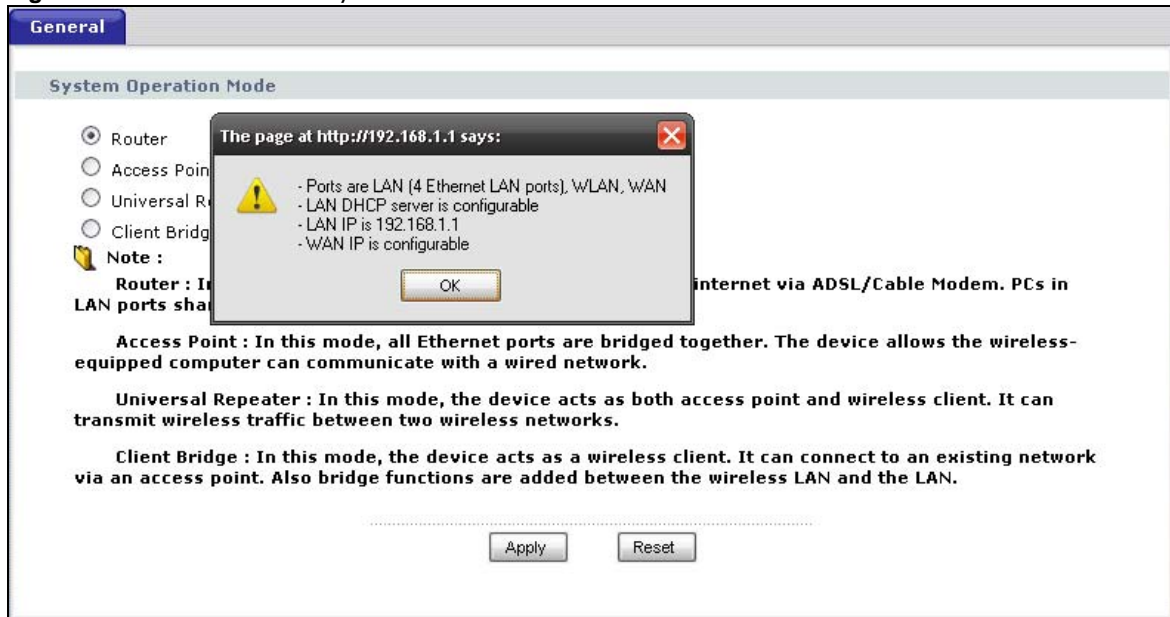 General
System Operation Mode
Router
Access Poin
Universal R
Client Bridg
The page at http://192.168.1.1 says:
- Ports are LAN (4 Ethernet LAN ports), WLAN, WAN
- LAN DHCP server is configurable
- LAN IP is 192.168.1.1
- WAN IP is configurable
OK
Note :
Router : I internet via ADSL/Cable Modem. PCs in
LAN ports sha
Access Point : In this mode, all Ethernet ports are bridged together. The device allows the wireless-
equipped computer can communicate with a wired network.
Universal Repeater : In this mode, the device acts as both access point and wireless client. It can
transmit wireless traffic between two wireless networks.
Client Bridge : In this mode, the device acts as a wireless client. It can connect to an existing network
via an access point. Also bridge functions are added between the wireless LAN and the LAN.
Apply Reset